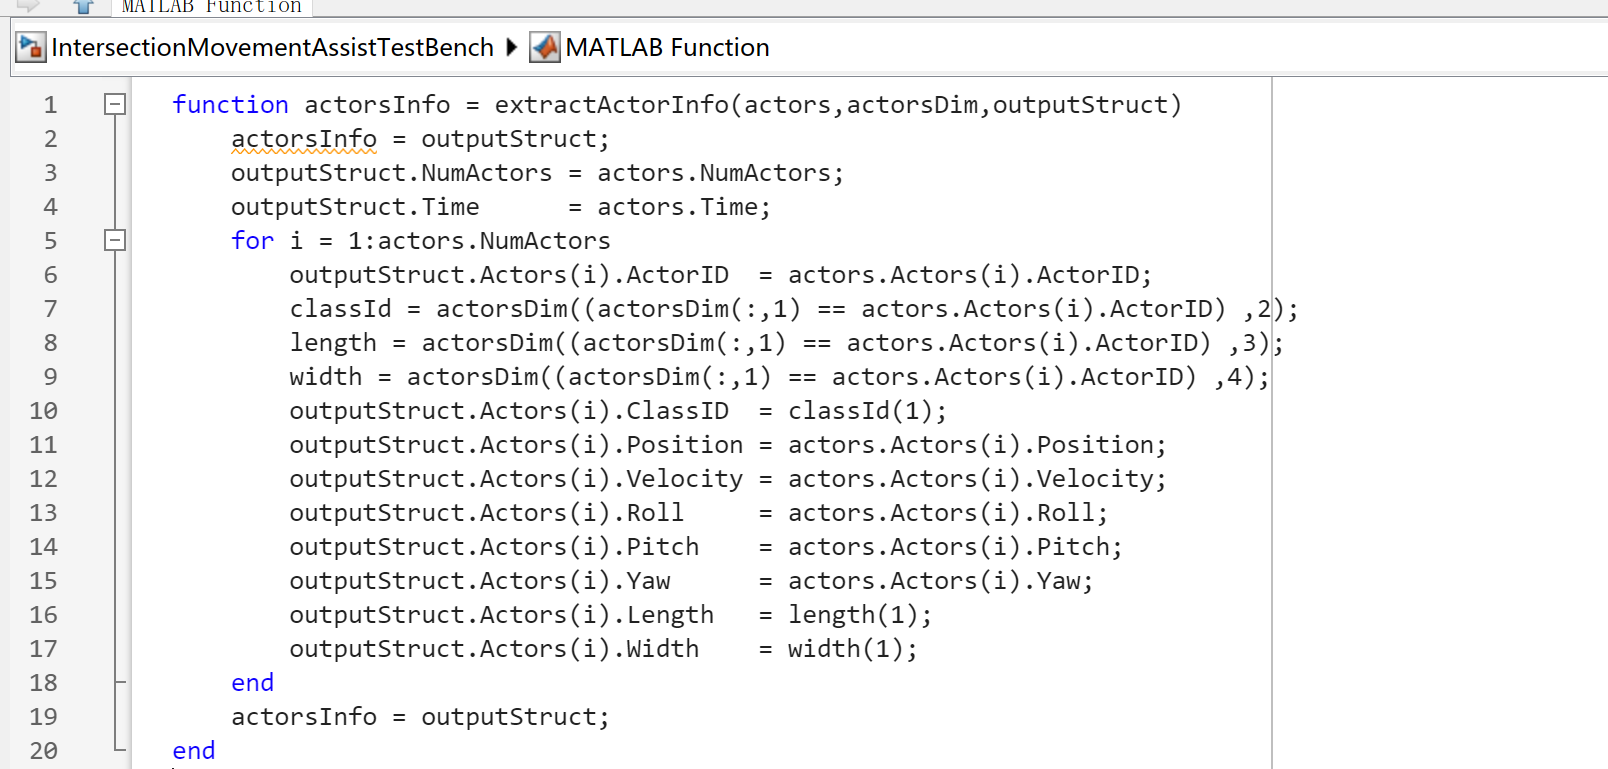 MATLAB Function
IntersectionMovementAssistTestBench ▶ MATLAB Function
1 function actorsInfo = extractActorInfo(actors,actorsDim,outputStruct)
2 actorsInfo = outputStruct;
3 outputStruct.NumActors = actors.NumActors;
4 outputStruct.Time      = actors.Time;
5 for i = 1:actors.NumActors
6 outputStruct.Actors(i).ActorID  = actors.Actors(i).ActorID;
7 classId = actorsDim((actorsDim(:,1) == actors.Actors(i).ActorID) ,2);
8 length = actorsDim((actorsDim(:,1) == actors.Actors(i).ActorID) ,3);
9 width = actorsDim((actorsDim(:,1) == actors.Actors(i).ActorID) ,4);
10 outputStruct.Actors(i).ClassID  = classId(1);
11 outputStruct.Actors(i).Position = actors.Actors(i).Position;
12 outputStruct.Actors(i).Velocity = actors.Actors(i).Velocity;
13 outputStruct.Actors(i).Roll     = actors.Actors(i).Roll;
14 outputStruct.Actors(i).Pitch    = actors.Actors(i).Pitch;
15 outputStruct.Actors(i).Yaw      = actors.Actors(i).Yaw;
16 outputStruct.Actors(i).Length   = length(1);
17 outputStruct.Actors(i).Width    = width(1);
18 end
19 actorsInfo = outputStruct;
20 end